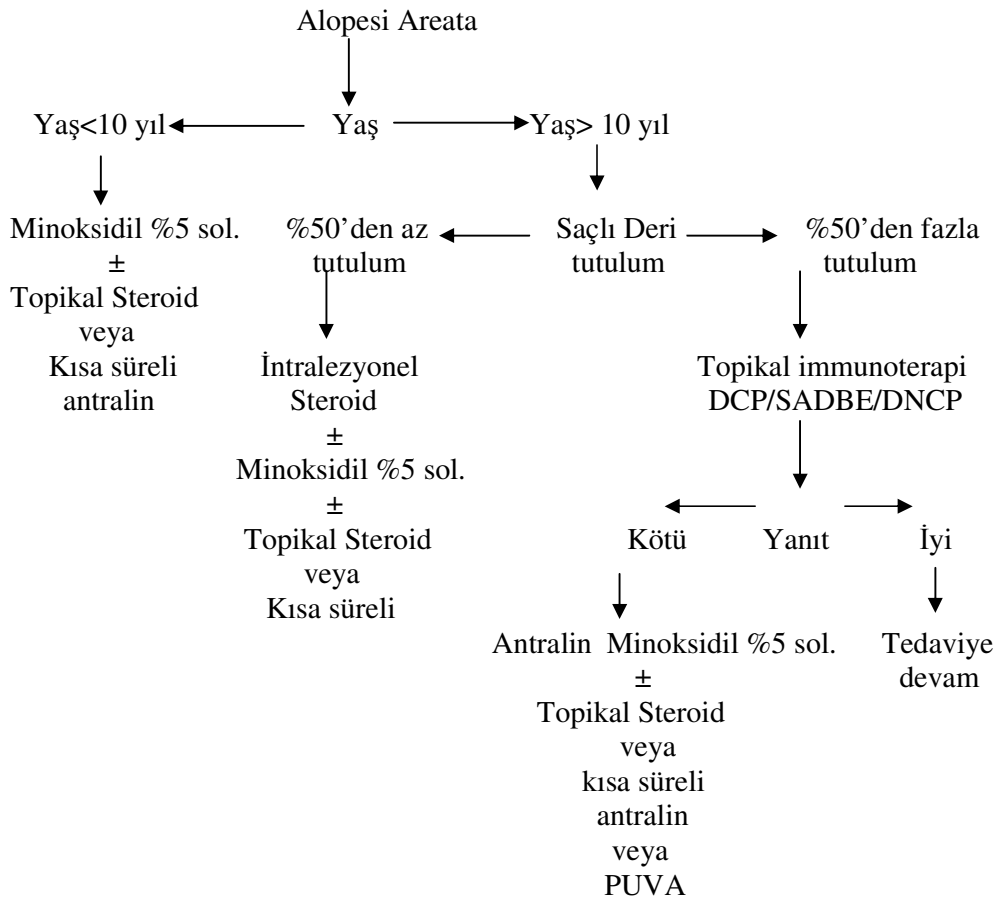 Alopesi Areata
Yaş<10 yıl
Yaş
Yaş> 10 yıl
Minoksidil %5 sol.
±
Topikal Steroid
veya
Kısa süreli
antralin
%50’den az
tutulum
Saçlı Deri
tutulum
%50’den fazla
tutulum
İntralezyonel
Steroid
±
Minoksidil %5 sol.
±
Topikal Steroid
veya
Kısa süreli
Topikal immunoterapi
DCP/SADBE/DNCP
Kötü
Yanıt
İyi
Antralin Minoksidil %5 sol.
±
Topikal Steroid
veya
kısa süreli
antralin
veya
PUVA
Tedaviye
devam